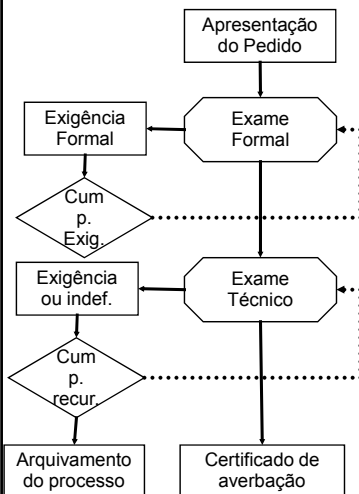 Apresentação
do Pedido
Exigência
Formal
Exame
Formal
Cum
p.
Exig.
Exigência
ou indef.
Exame
Técnico
Cum
p.
recur.
Arquivamento
do processo
Certificado de
averbação